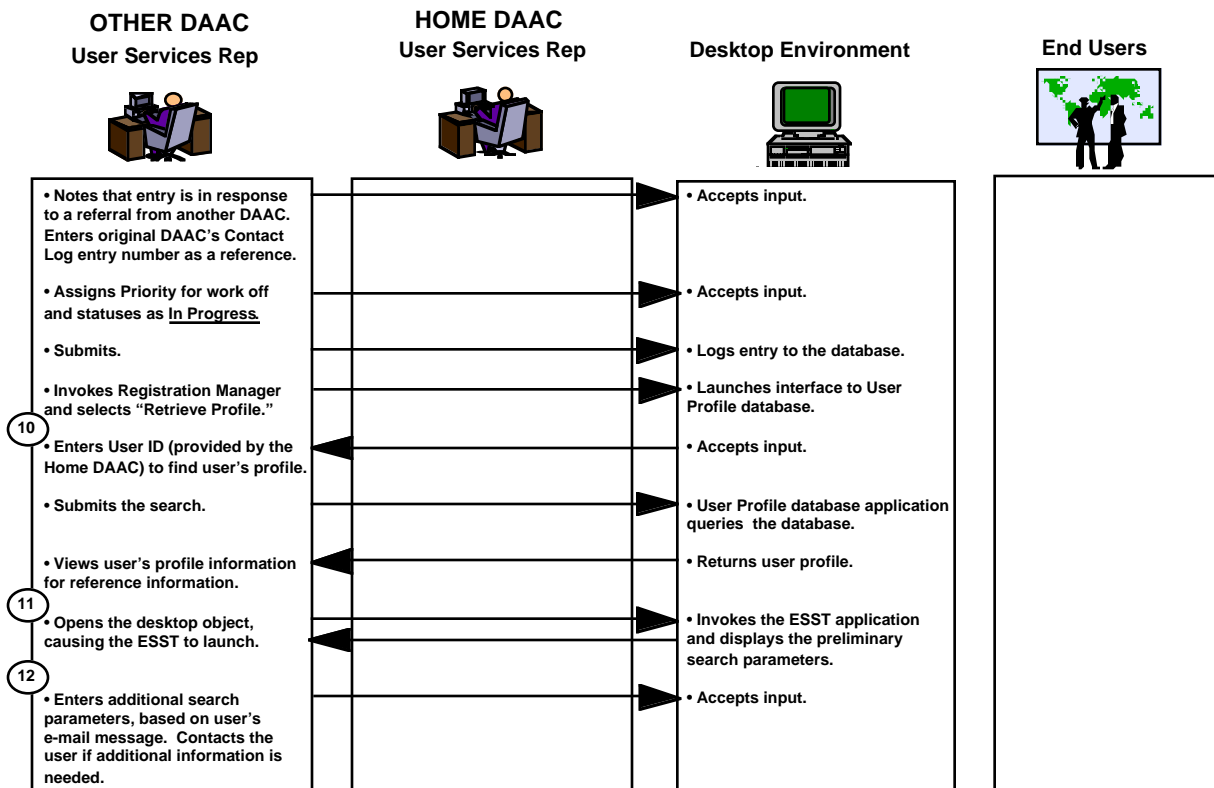 OTHER DAAC
User Services Rep
HOME DAAC
User Services Rep
Desktop Environment
End Users
• Notes that entry is in response
to a referral from another DAAC.
Enters original DAAC's Contact
Log entry number as a reference.
• Accepts input.
• Assigns Priority for work off
and statuses as In Progress.
• Accepts input.
• Submits.
• Logs entry to the database.
• Invokes Registration Manager
and selects “Retrieve Profile.”
• Launches interface to User
Profile database.
10
• Enters User ID (provided by the
Home DAAC) to find user's profile.
• Accepts input.
• Submits the search.
• User Profile database application
queries the database.
• Views user's profile information
for reference information.
• Returns user profile.
11
• Opens the desktop object,
causing the ESST to launch.
• Invokes the ESST application
and displays the preliminary
search parameters.
12
• Enters additional search
parameters, based on user's
e-mail message. Contacts the
user if additional information is
needed.
• Accepts input.